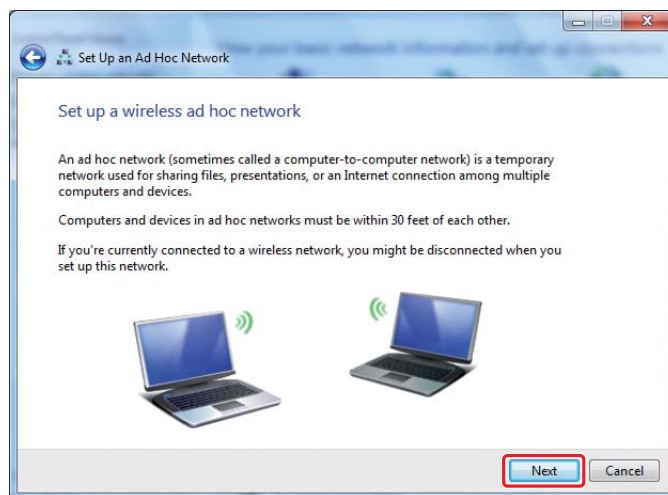 Set Up an Ad Hoc Network
Set up a wireless ad hoc network
An ad hoc network (sometimes called a computer-to-computer network) is a temporary
network used for sharing files, presentations, or an Internet connection among multiple
computers and devices.
Computers and devices in ad hoc networks must be within 30 feet of each other.
If you're currently connected to a wireless network, you might be disconnected when you
set up this network.
Next
Cancel